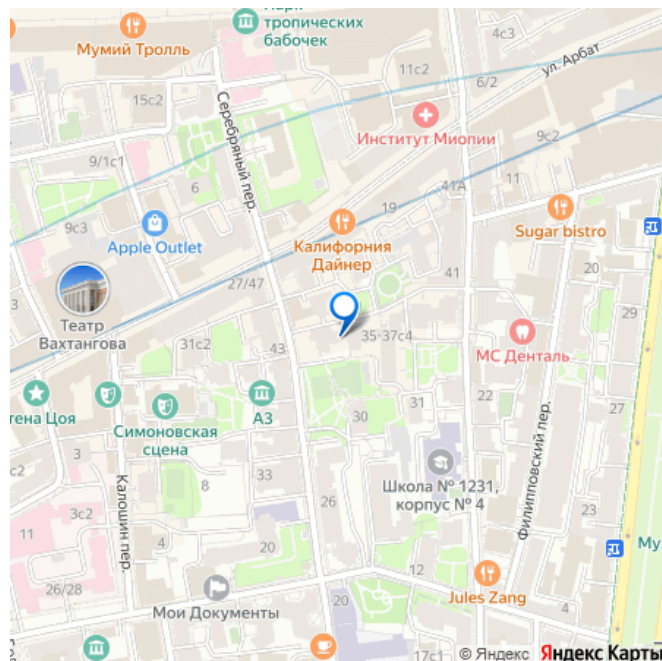 Парк
тропических
бабочек
4с3
Мумий Тролль
11с2
6/2
ул. Арбат
15с2
Институт Миопии
Серебряный пер.
9с2
9/1с1
6
41А
11
19
9с3
Apple Outlet
Калифорния
Дайнер
Sugar bistro
20
41
27/47
29
Театр
Вахтангова
31с2
43
35-37с4
МС Денталь
тена Цоя
Симоновская
сцена
А3
22
27
30
31
3
33
Калошин пер.
8
Школа № 1231,
корпус № 4
Филипповский пер.
3с2
26
23
11
20
12
Му
26/28
Мои Документы
20
Jules Zang
4
17с1
© Яндекс Яндекс Карты